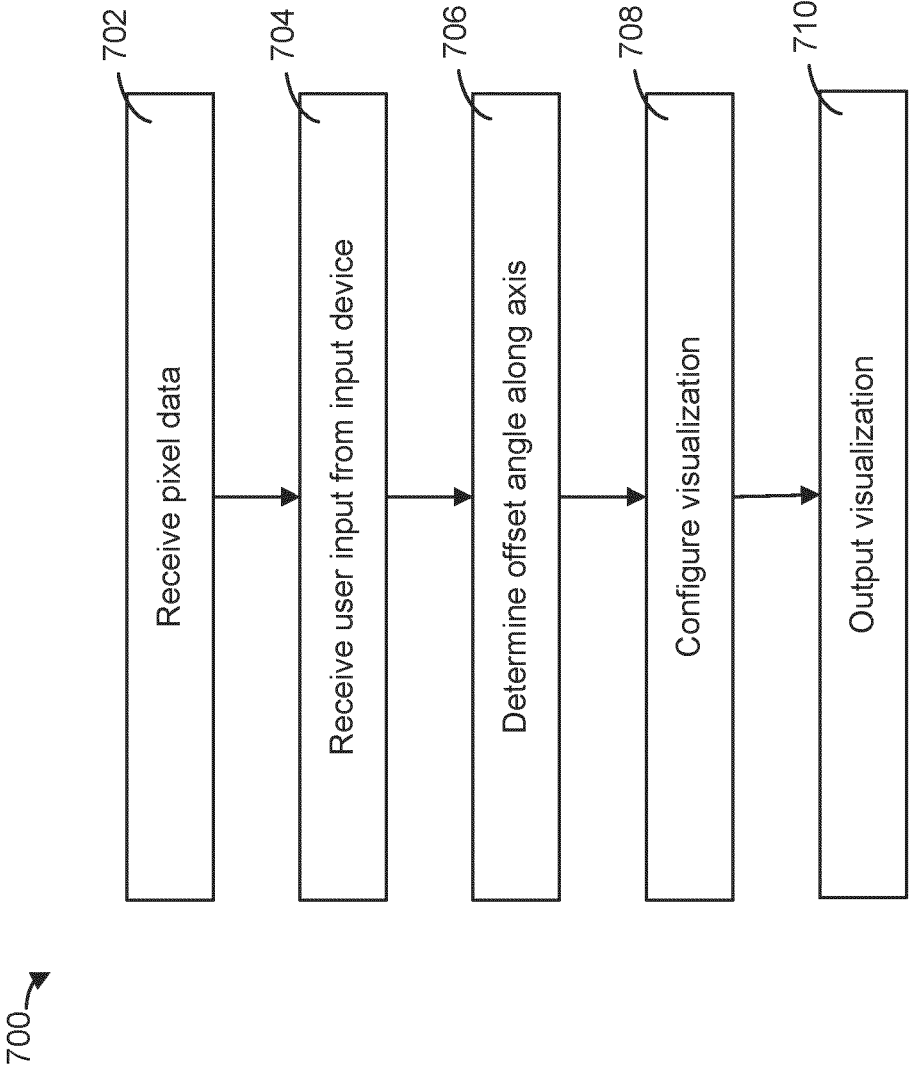 700
702
Receive pixel data
704
Receive user input from input device
706
Determine offset angle along axis
708
Configure visualization
710
Output visualization